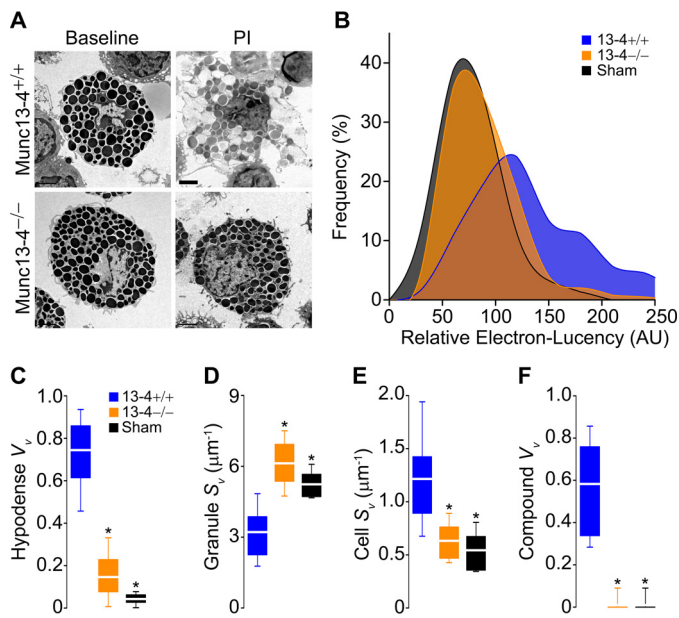 A
Baseline
PI
Munc13-4+/+
Munc13-4−/−
B
13-4+/+
13-4−/−
Sham
Frequency (%)
40
30
20
10
0
0
50
100
150
200
250
Relative Electron-Lucency (AU)
C
13-4+/+
13-4−/−
Sham
Hypodense Vv
1.0
0.8
0.6
0.4
0.2
0
*
*
D
Granule Sv (μm-1)
9
6
3
0
*
*
E
Cell Sv (μm-1)
2.0
1.5
1.0
0.5
0
*
*
F
Compound Vv
1.0
0.8
0.6
0.4
0.2
0
*
*